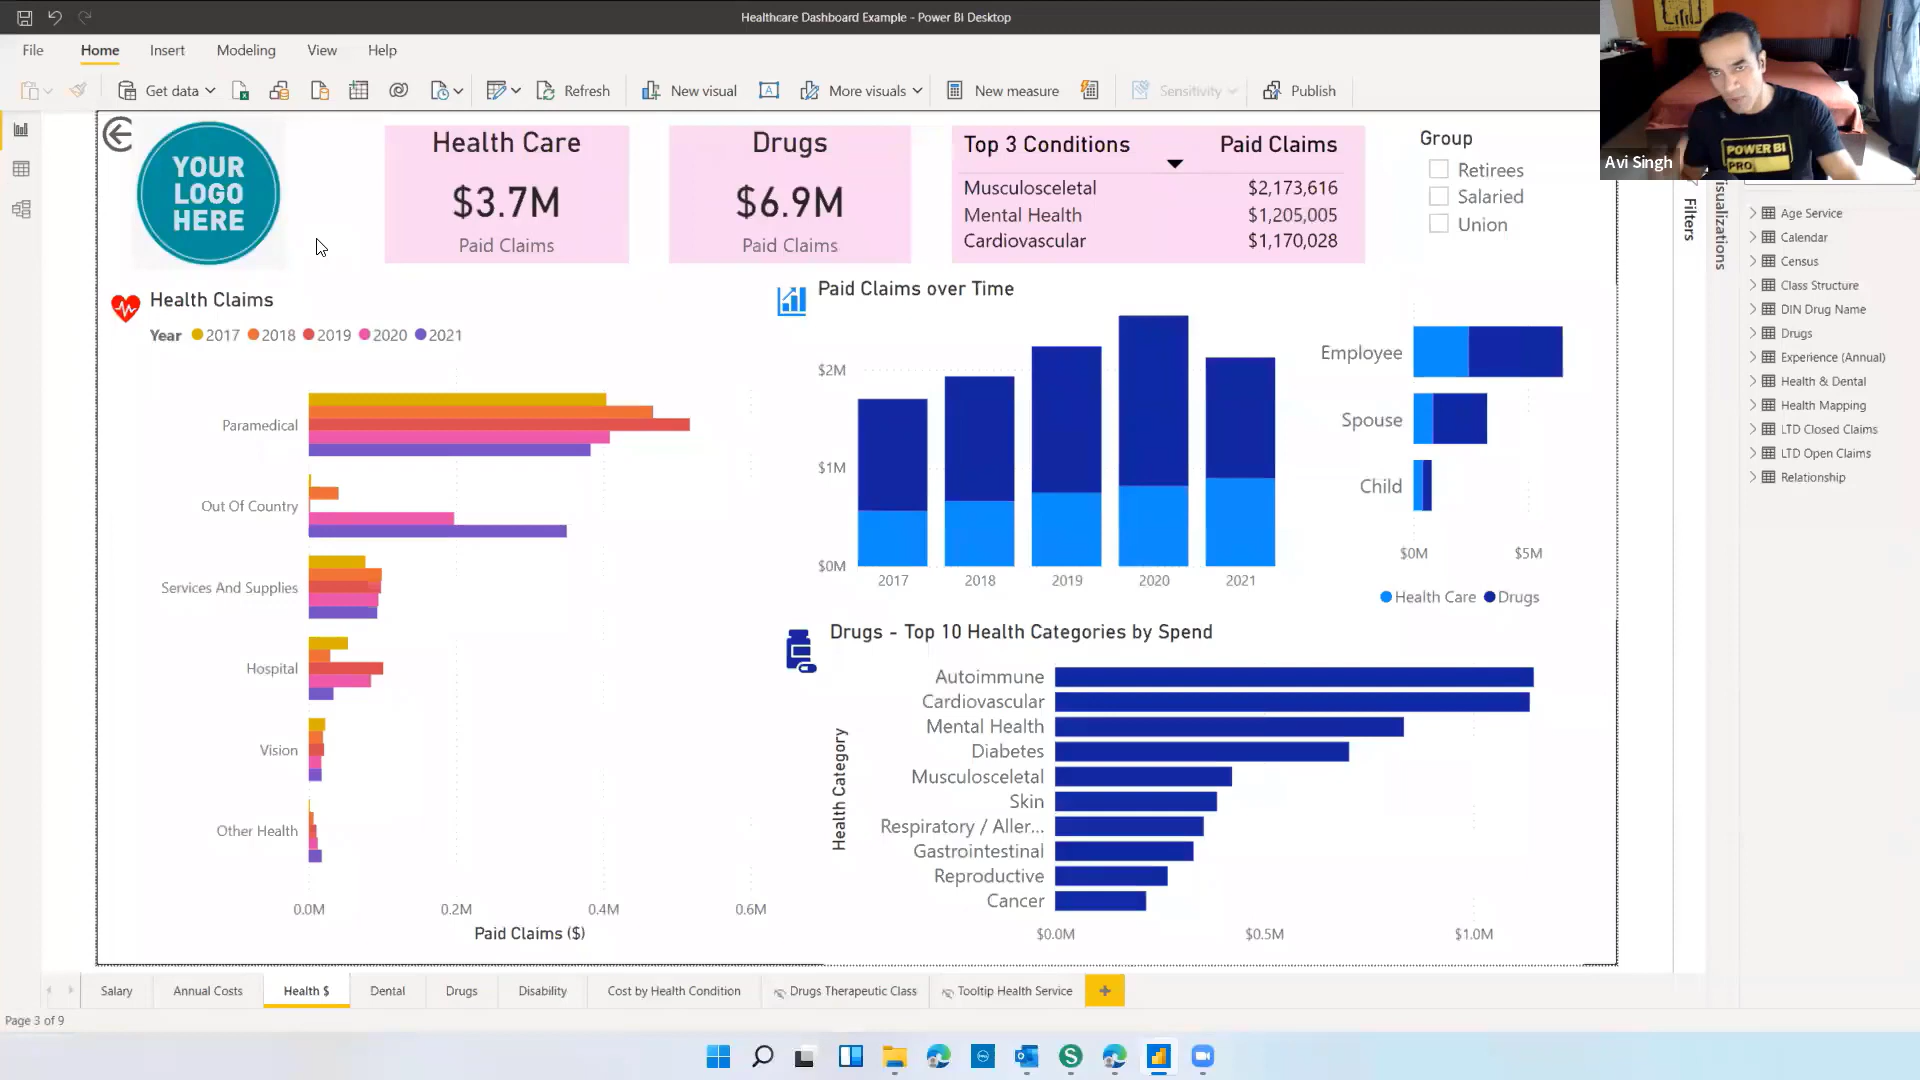 Healthcare Dashboard Example - Power BI Desktop
File Home Insert Modeling View Help
Get data Refresh New visual More visuals New measure Sensitivity Publish
POWER BI
PRO
Avi Singh
YOUR
LOGO
HERE
Health Care
$3.7M
Paid Claims
Drugs
$6.9M
Paid Claims
Top 3 Conditions Paid Claims
Musculosceletal $2,173,616
Mental Health $1,205,005
Cardiovascular $1,170,028
Group
Retirees
Salaried
Union
Health Claims
Year 2017 2018 2019 2020 2021
Paramedical
Out Of Country
Services And Supplies
Hospital
Vision
Other Health
0.0M 0.2M 0.4M 0.6M
Paid Claims ($)
Paid Claims over Time
$2M
$1M
$0M
2017 2018 2019 2020 2021
Employee
Spouse
Child
$0M $5M
Health Care Drugs
Drugs - Top 10 Health Categories by Spend
Health Category
Autoimmune
Cardiovascular
Mental Health
Diabetes
Musculosceletal
Skin
Respiratory / Aller...
Gastrointestinal
Reproductive
Cancer
$0.0M $0.5M $1.0M
Filters
Visualizations
Age Service
Calendar
Census
Class Structure
DIN Drug Name
Drugs
Experience (Annual)
Health & Dental
Health Mapping
LTD Closed Claims
LTD Open Claims
Relationship
Salary Annual Costs Health $ Dental Drugs Disability Cost by Health Condition Drugs Therapeutic Class Tooltip Health Service +
Page 3 of 9